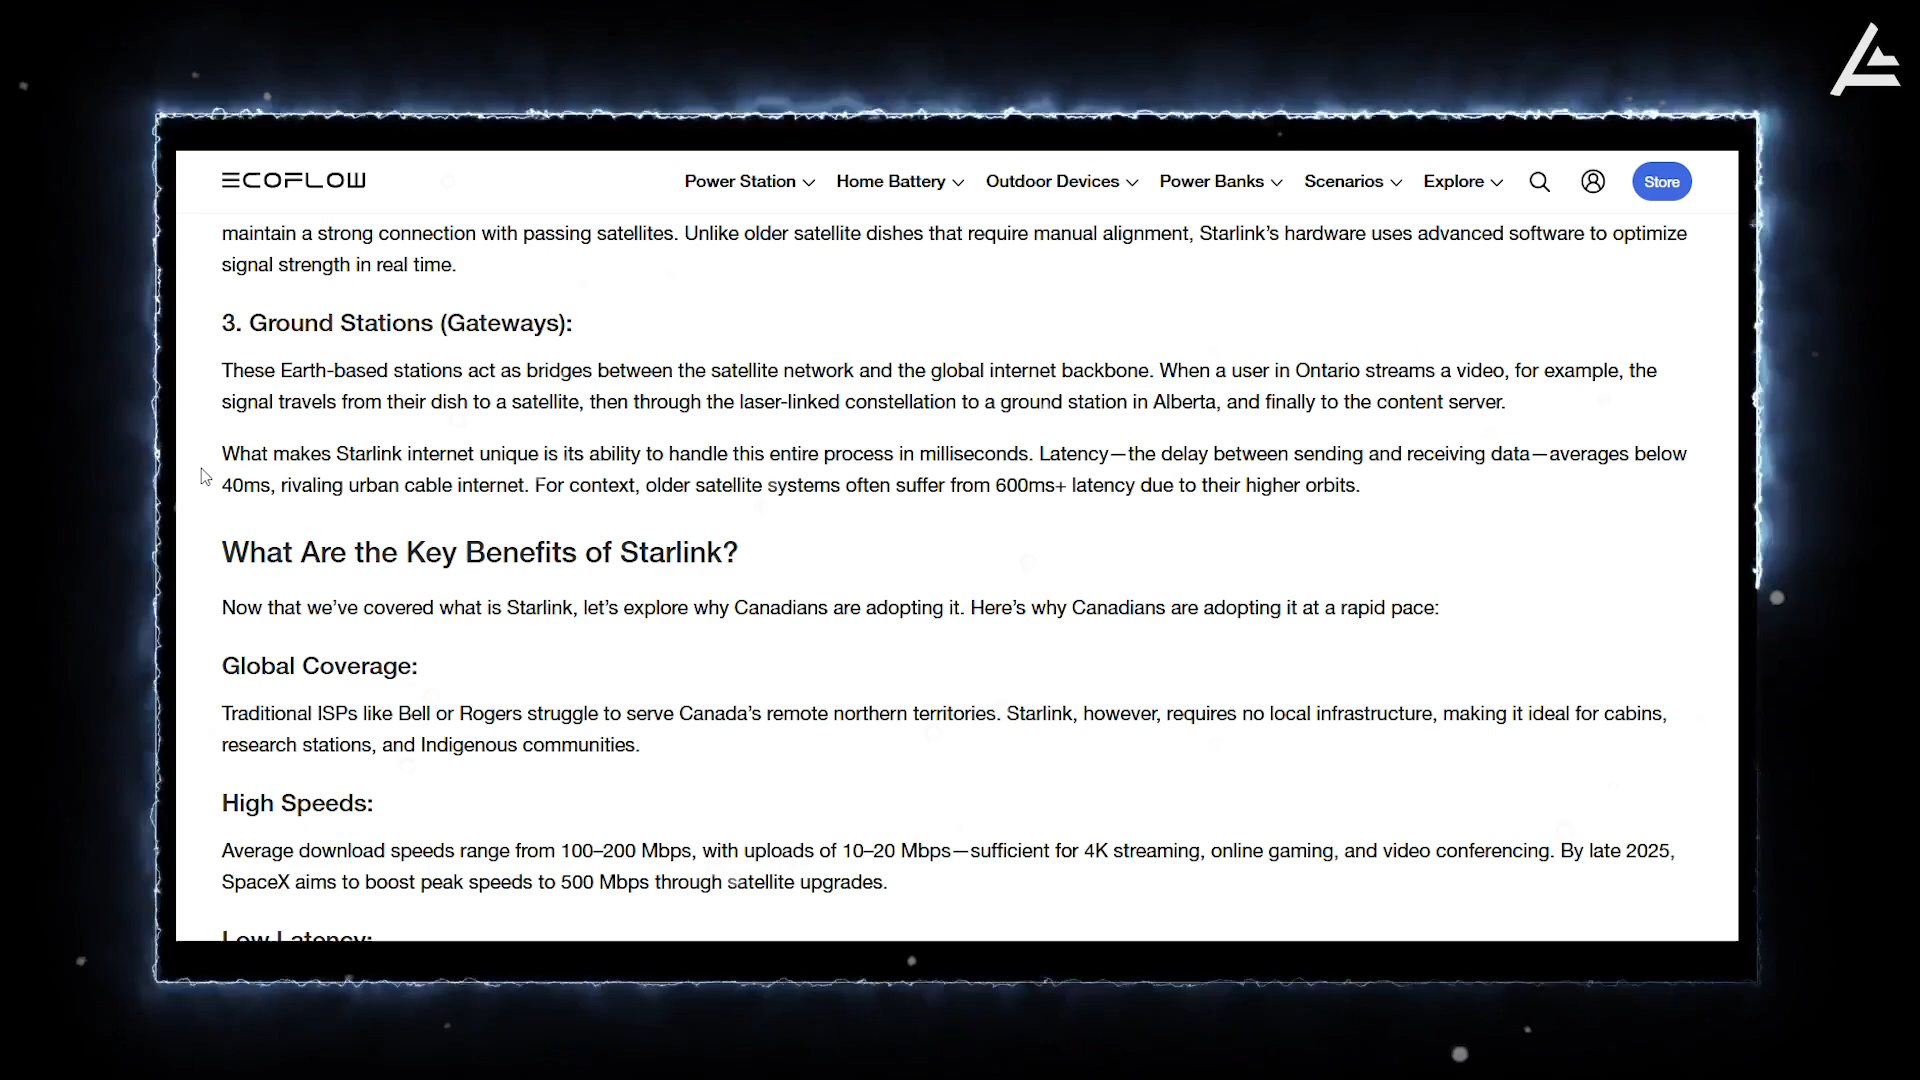 ECOFLOW
Power Station Home Battery Outdoor Devices Power Banks Scenarios Explore Store
maintain a strong connection with passing satellites. Unlike older satellite dishes that require manual alignment, Starlink’s hardware uses advanced software to optimize
signal strength in real time.
3. Ground Stations (Gateways):
These Earth-based stations act as bridges between the satellite network and the global internet backbone. When a user in Ontario streams a video, for example, the
signal travels from their dish to a satellite, then through the laser-linked constellation to a ground station in Alberta, and finally to the content server.
What makes Starlink internet unique is its ability to handle this entire process in milliseconds. Latency—the delay between sending and receiving data—averages below
40ms, rivaling urban cable internet. For context, older satellite systems often suffer from 600ms+ latency due to their higher orbits.
What Are the Key Benefits of Starlink?
Now that we’ve covered what is Starlink, let’s explore why Canadians are adopting it. Here’s why Canadians are adopting it at a rapid pace:
Global Coverage:
Traditional ISPs like Bell or Rogers struggle to serve Canada’s remote northern territories. Starlink, however, requires no local infrastructure, making it ideal for cabins,
research stations, and Indigenous communities.
High Speeds:
Average download speeds range from 100–200 Mbps, with uploads of 10–20 Mbps—sufficient for 4K streaming, online gaming, and video conferencing. By late 2025,
SpaceX aims to boost peak speeds to 500 Mbps through satellite upgrades.
Low Latency: